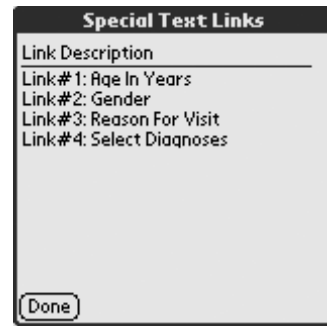 Special Text Links
Link Description
Link#1: Age In Years
Link#2: Gender
Link#3: Reason For Visit
Link#4: Select Diagnoses
Done